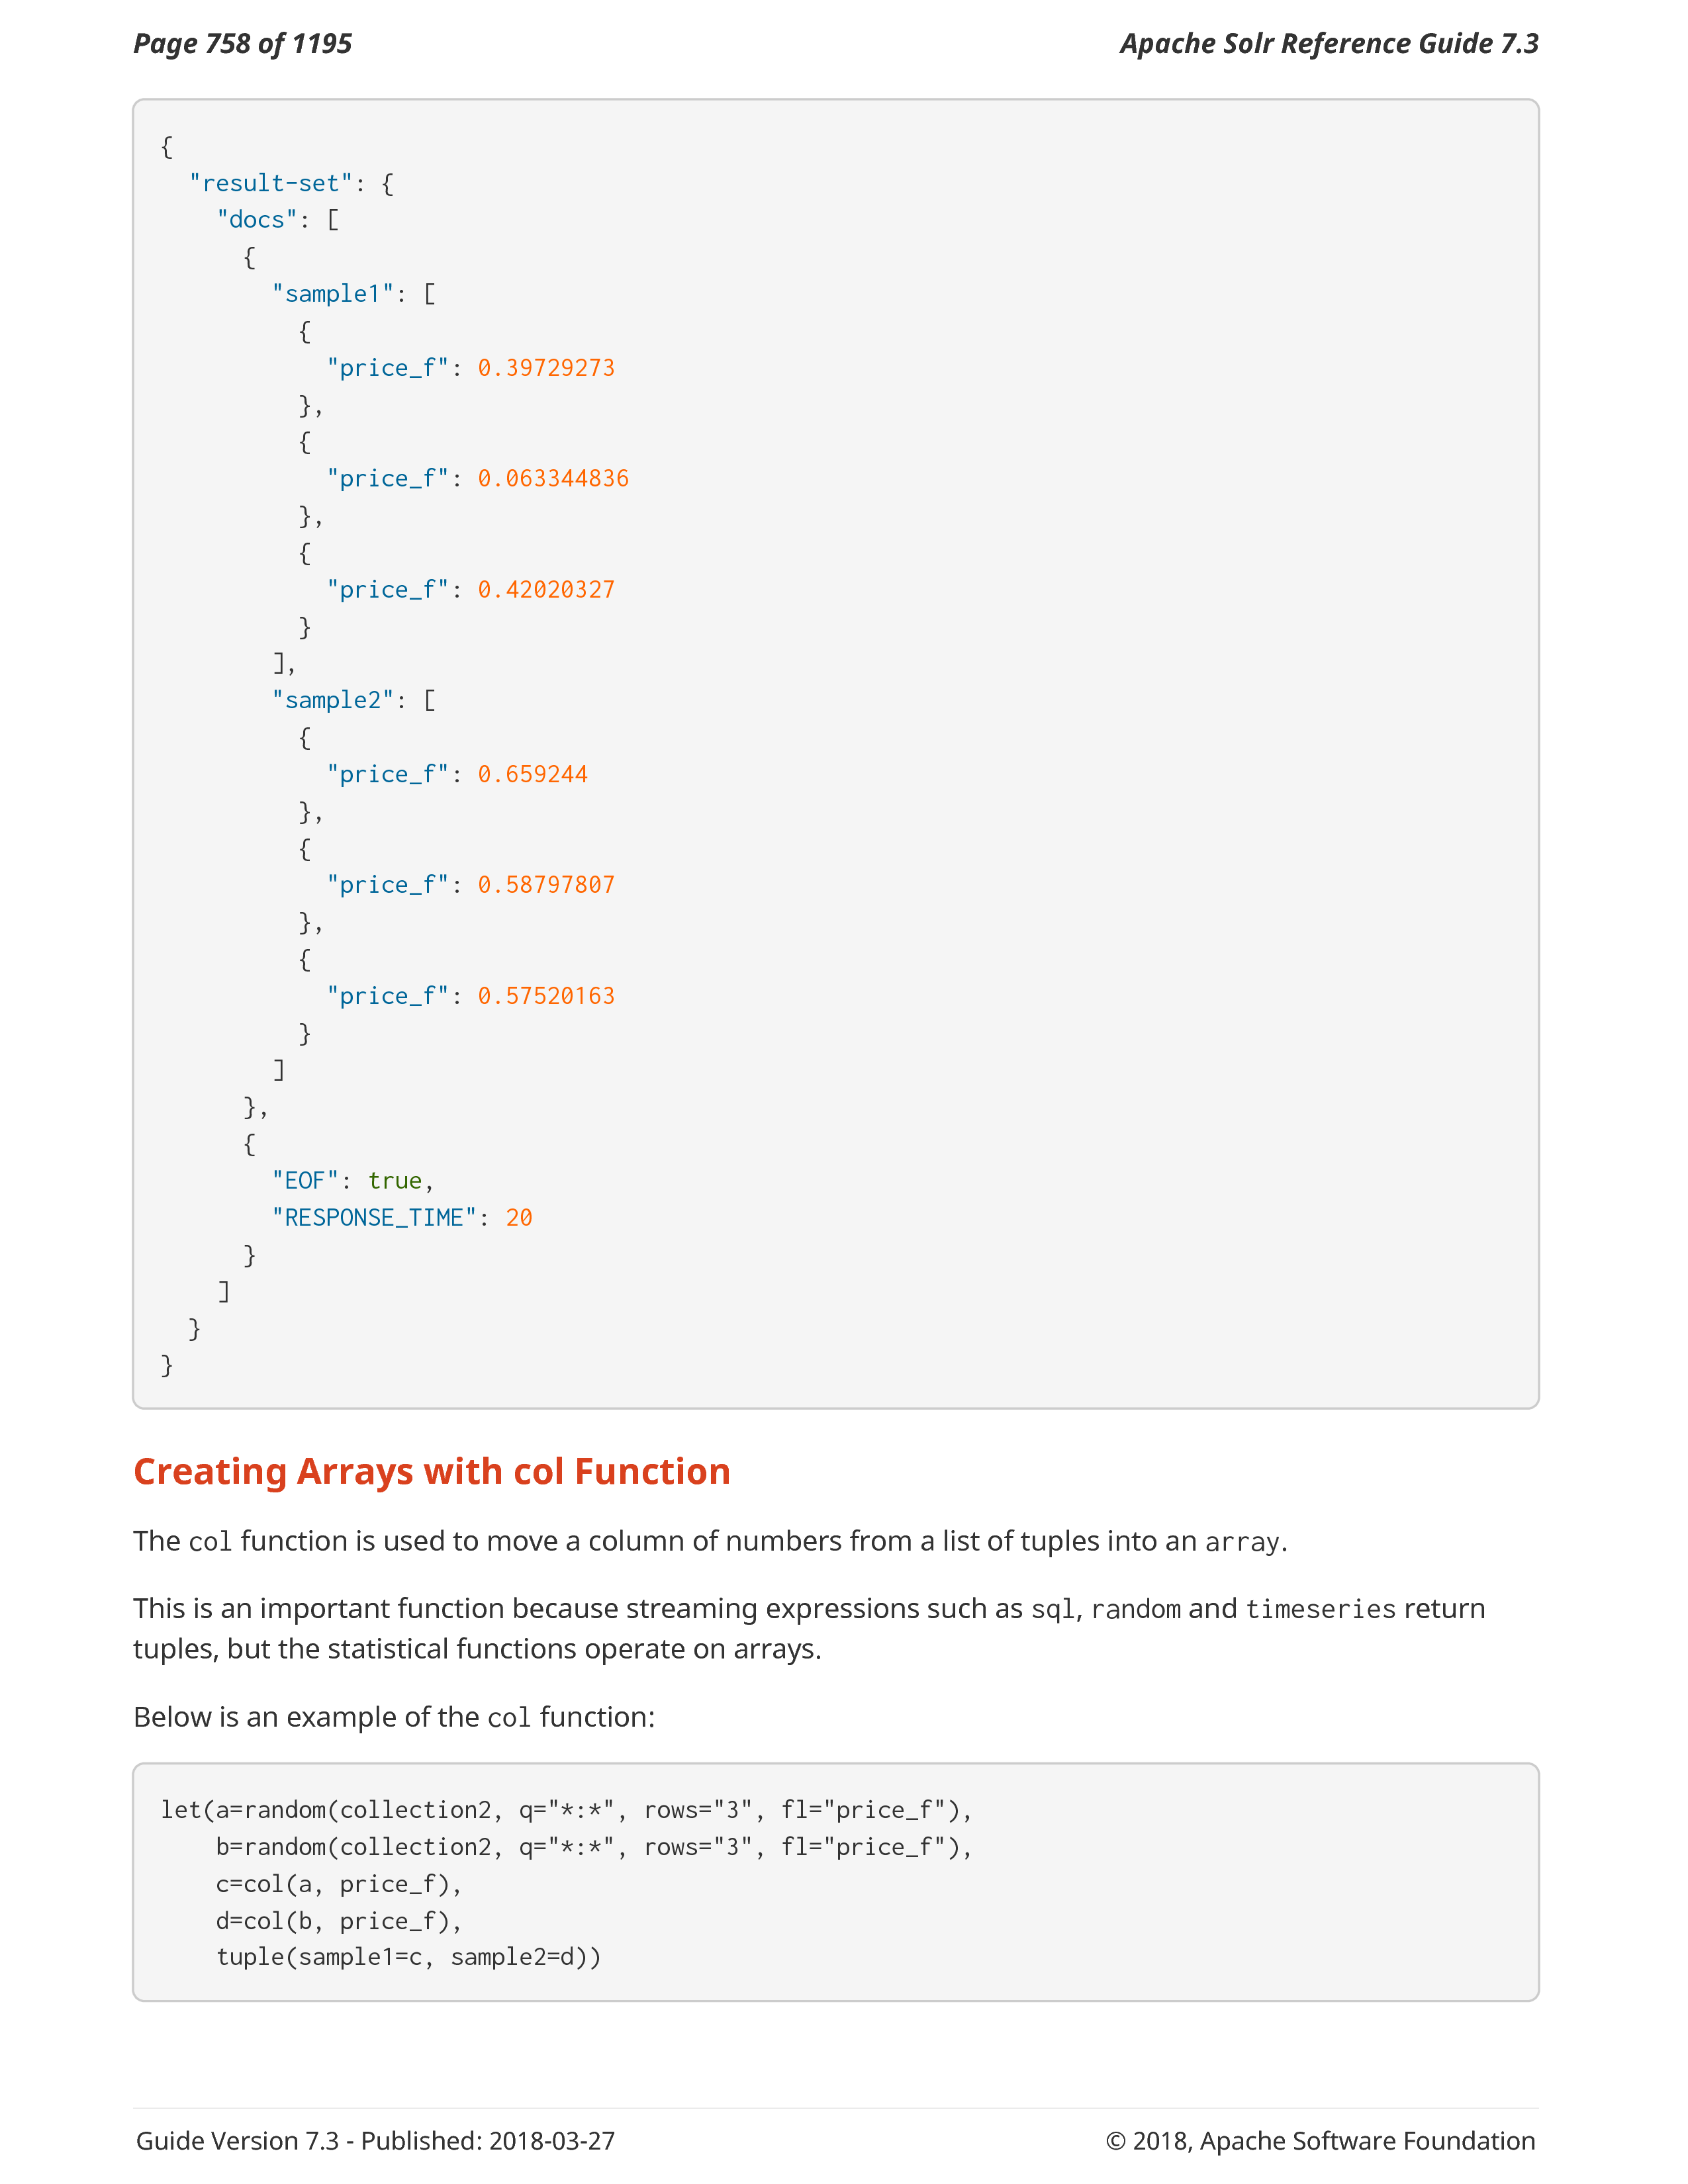 Page 758 of 1195
Apache Solr Reference Guide 7.3
{
  "result-set": {
    "docs": [
      {
        "sample1": [
          {
            "price_f": 0.39729273
          },
          {
            "price_f": 0.063344836
          },
          {
            "price_f": 0.42020327
          }
        ],
        "sample2": [
          {
            "price_f": 0.659244
          },
          {
            "price_f": 0.58797807
          },
          {
            "price_f": 0.57520163
          }
        ]
      },
      {
        "EOF": true,
        "RESPONSE_TIME": 20
      }
    ]
  }
}
Creating Arrays with col Function
The col function is used to move a column of numbers from a list of tuples into an array.
This is an important function because streaming expressions such as sql, random and timeseries return
tuples, but the statistical functions operate on arrays.
Below is an example of the col function:
let(a=random(collection2, q="*:*", rows="3", fl="price_f"),
    b=random(collection2, q="*:*", rows="3", fl="price_f"),
    c=col(a, price_f),
    d=col(b, price_f),
    tuple(sample1=c, sample2=d))
Guide Version 7.3 - Published: 2018-03-27
© 2018, Apache Software Foundation